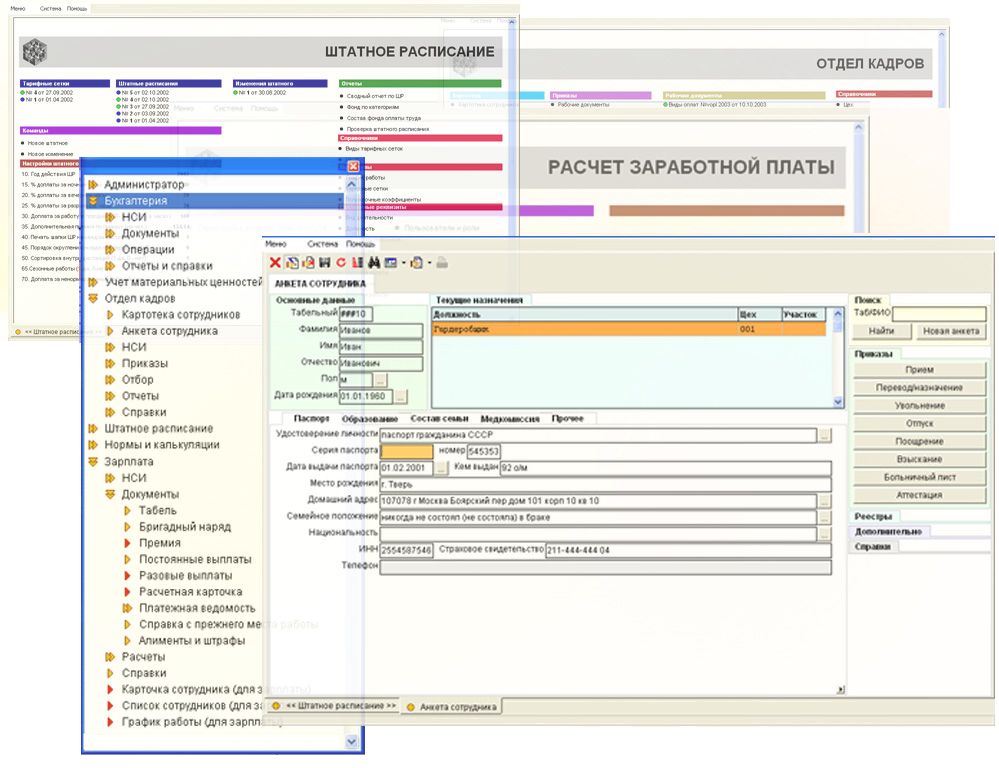 Меню Система Помощь
ШТАТНОЕ РАСПИСАНИЕ
Тарифные сетки
№ 4 от 27.09.2002
№ 1 от 01.04.2002
Штатные расписания
№ 5 от 02.10.2002
№ 4 от 02.10.2002
№ 3 от 27.09.2002
№ 2 от 03.09.2002
№ 1 от 01.04.2002
Изменения штатного
№ 1 от 30.08.2002
Отчеты
Сводный отчет по ШР
Фонд по категориям
Состав фонда оплаты труда
Проверка штатного расписания
Справочники
Виды тарифных сеток
Команды
Новое штатное
Новое изменение
Настройки штатного
10. Год действия ШР
15. % доплаты за
20. % доплаты за
25. % доплаты за
30. Доплата за работу
35. Дополнительная
40. Печать шапки ШР
45. Порядок округления
50. Сортировка
65. Сезонные работы
70. Доплата за
<< Штатное
Меню Система Помощь
ОТДЕЛ КАДРОВ
Приказы
Рабочие документы
Рабочие документы
Виды оплат №vopl 2003 от 10.10.2003
Справочники
Цех
Меню Система Помощь
РАСЧЕТ ЗАРАБОТНОЙ ПЛАТЫ
Пользователи и роли
Администратор
Бухгалтерия
НСИ
Документы
Операции
Отчеты и справки
Учет материальных ценностей
Отдел кадров
Картотека сотрудников
Анкета сотрудника
НСИ
Приказы
Отбор
Отчеты
Справки
Штатное расписание
Нормы и калькуляции
Зарплата
НСИ
Документы
Табель
Бригадный наряд
Премия
Постоянные выплаты
Разовые выплаты
Расчетная карточка
Платежная ведомость
Справка с прежнего места работы
Алименты и штрафы
Расчеты
Справки
Карточка сотрудника (для зарплаты)
Список сотрудников (для зарплаты)
График работы (для зарплаты)
Меню Система Помощь
АНКЕТА СОТРУДНИКА
Основные данные
Табельный ###10
Фамилия Иванов
Имя Иван
Отчество Иванович
Пол м ...
Дата рождения 01.01.1960 ...
Текущие назначения
Должность Цех Участок
Гардеробщик 001
Паспорт Образование Состав семьи Медкомиссия Прочее
Удостоверение личности паспорт гражданина СССР ...
Серия паспорта номер 545353
Дата выдачи паспорта 01.02.2001 ... Кем выдан 92 о/м
Место рождения г. Тверь
Домашний адрес 107078 г Москва Боярский пер дом 101 корп 10 кв 10 ...
Семейное положение никогда не состоял (не состояла) в браке ...
Национальность ...
ИНН 2554587546 Страховое свидетельство 211-444-444 04
Телефон
Поиск
Таб/ФИО
Найти Новая анкета
Приказы
Прием
Перевод/назначение
Увольнение
Отпуск
Поощрение
Взыскание
Больничный лист
Аттестация
Реестры
Дополнительно
Справки
<< Штатное расписание >> Анкета сотрудника